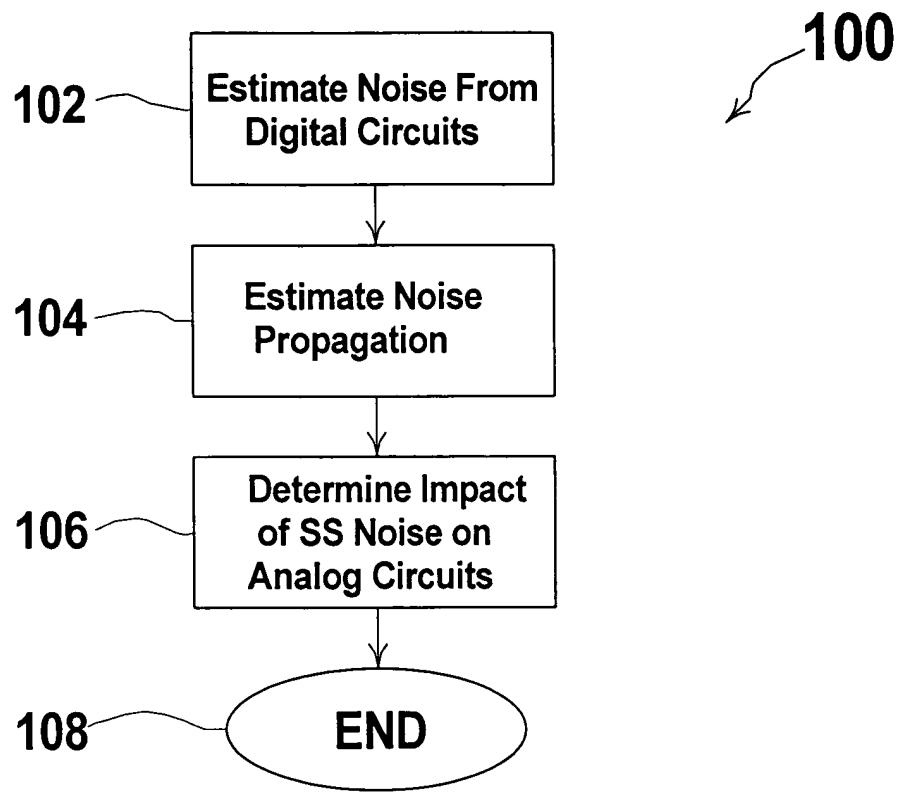 100
102
Estimate Noise From
Digital Circuits
104
Estimate Noise
Propagation
106
Determine Impact
of SS Noise on
Analog Circuits
108
END